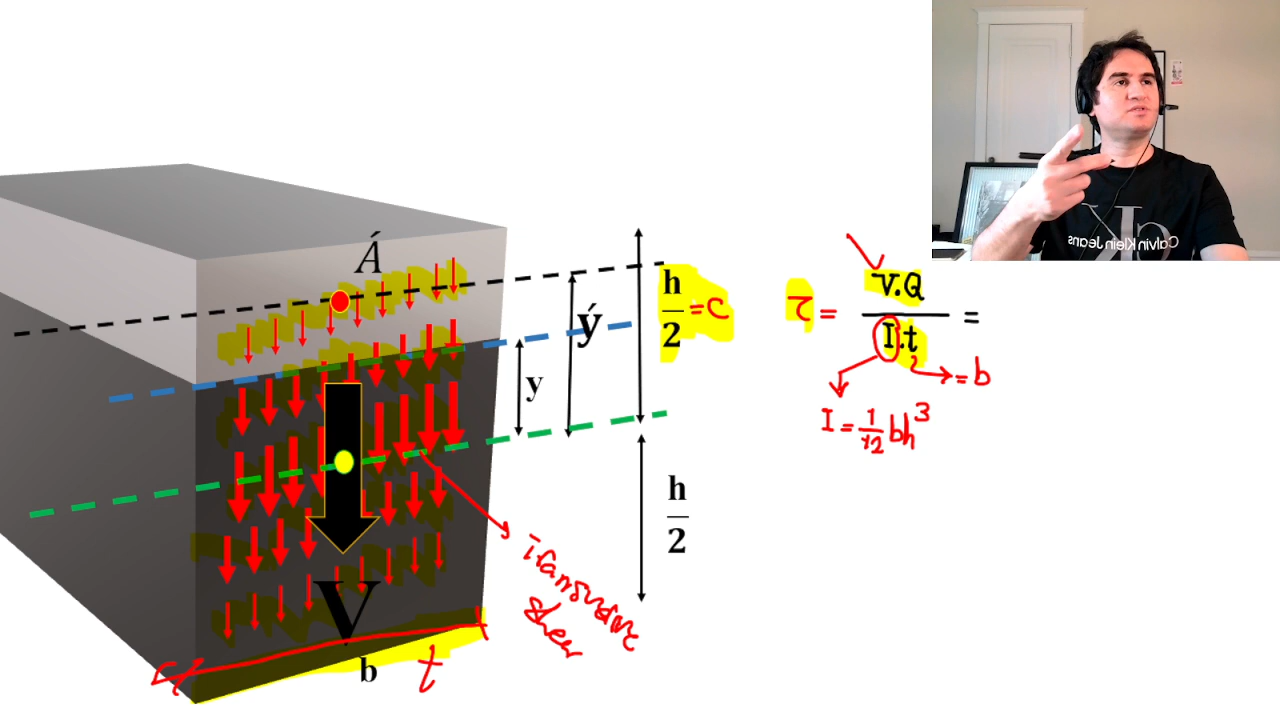 Á
h
2
=c
ý
y
h
2
τ =
V.Q
I.t
=
= b
I = 1/12 bh³
transverse
shear
V
b
t
Calvin Klein Jeans